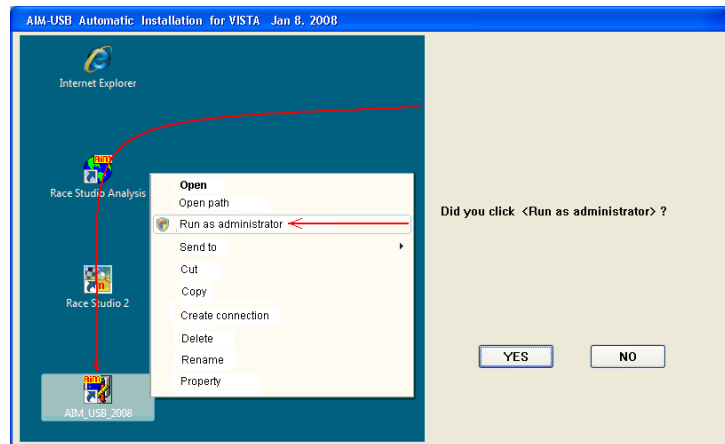 AIM-USB Automatic Installation for VISTA Jan 8. 2008
Internet Explorer
AiM
Race Studio Analysis
Race Studio 2
AiM
AIM_USB_2008
Open
Open path
Run as administrator
Send to
Cut
Copy
Create connection
Delete
Rename
Property
Did you click <Run as administrator> ?
YES
NO